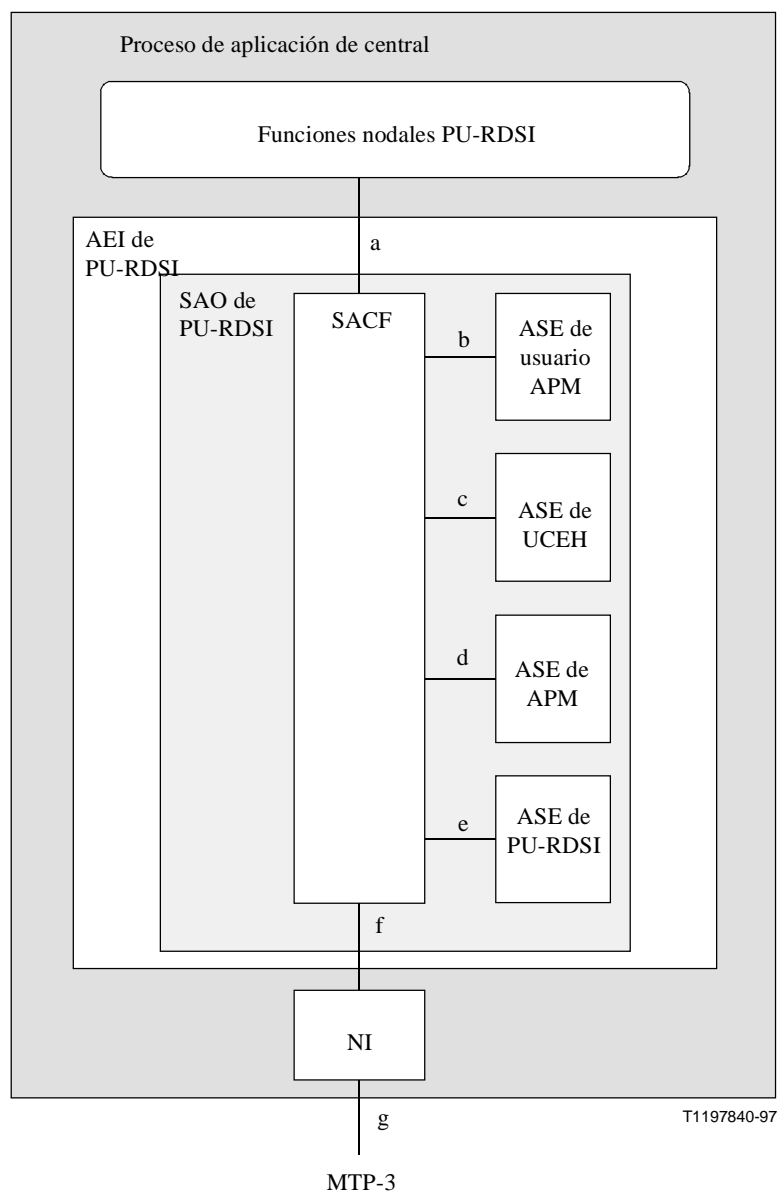 Proceso de aplicación de central
Funciones nodales PU-RDSI
AEI de
PU-RDSI
a
SAO de
PU-RDSI
SACF
b
ASE de
usuario
APM
c
ASE de
UCEH
d
ASE de
APM
e
ASE de
PU-RDSI
f
NI
T1197840-97
g
MTP-3